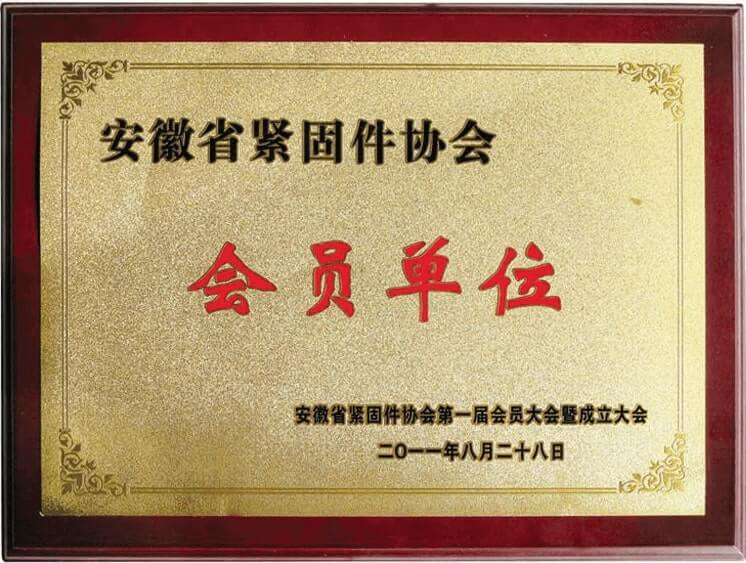 安徽省紧固件协会
会员单位
安徽省紧固件协会第一届会员大会暨成立大会
二〇一一年八月二十八日